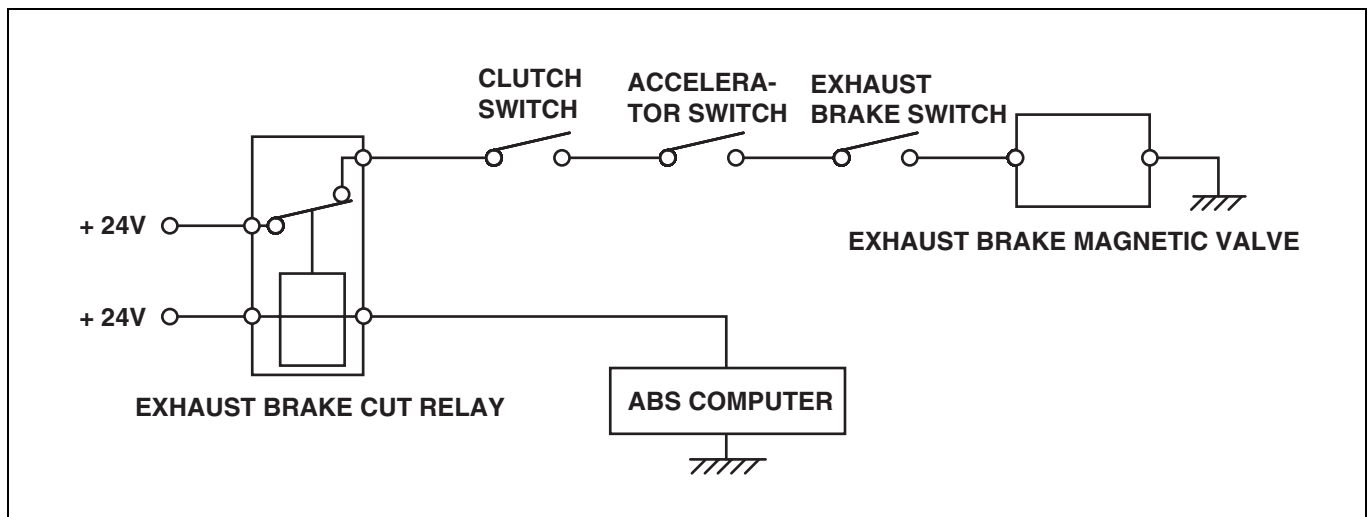 CLUTCH
SWITCH
ACCELERA-
TOR SWITCH
EXHAUST
BRAKE SWITCH
+ 24V
EXHAUST BRAKE MAGNETIC VALVE
+ 24V
EXHAUST BRAKE CUT RELAY
ABS COMPUTER